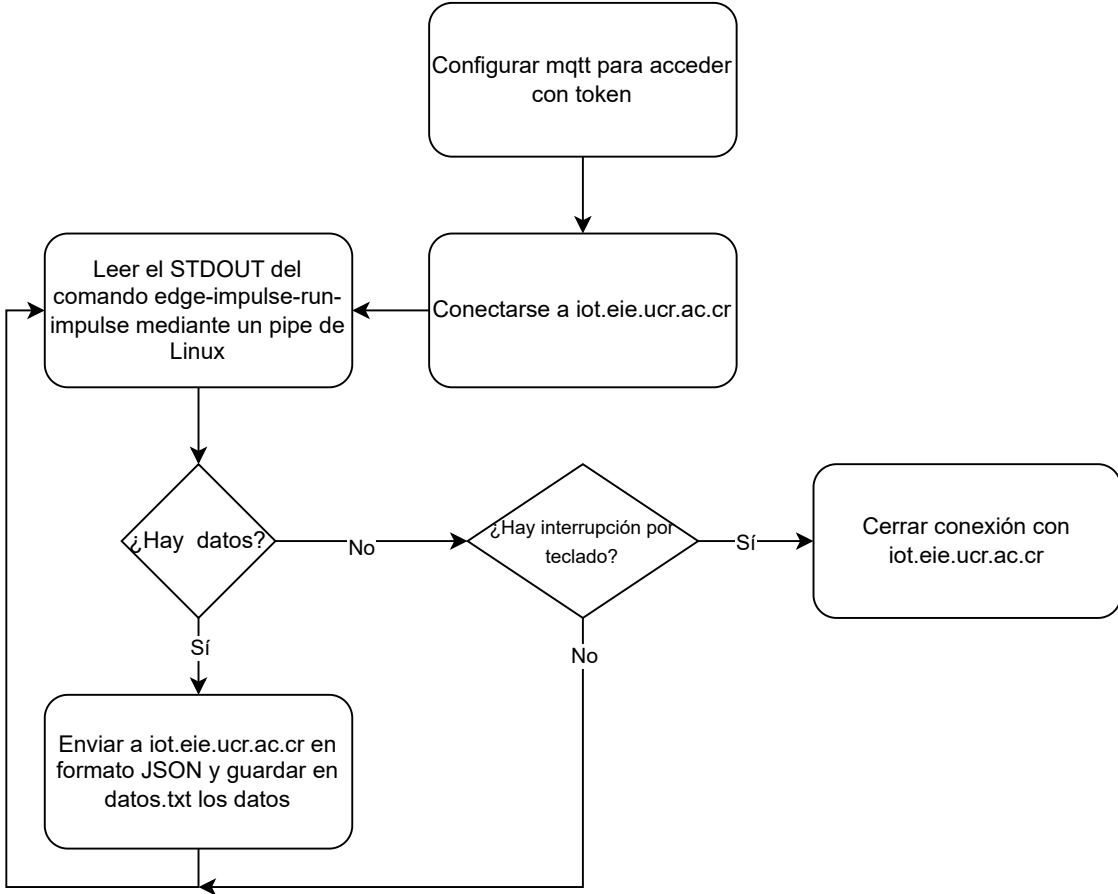 Configurar mqtt para acceder
con token
Conectarse a iot.eie.ucr.ac.cr
Leer el STDOUT del
comando edge-impulse-run-
impulse mediante un pipe de
Linux
¿Hay  datos?
No
¿Hay interrupción por
teclado?
Sí
Cerrar conexión con
iot.eie.ucr.ac.cr
Sí
No
Enviar a iot.eie.ucr.ac.cr en
formato JSON y guardar en
datos.txt los datos